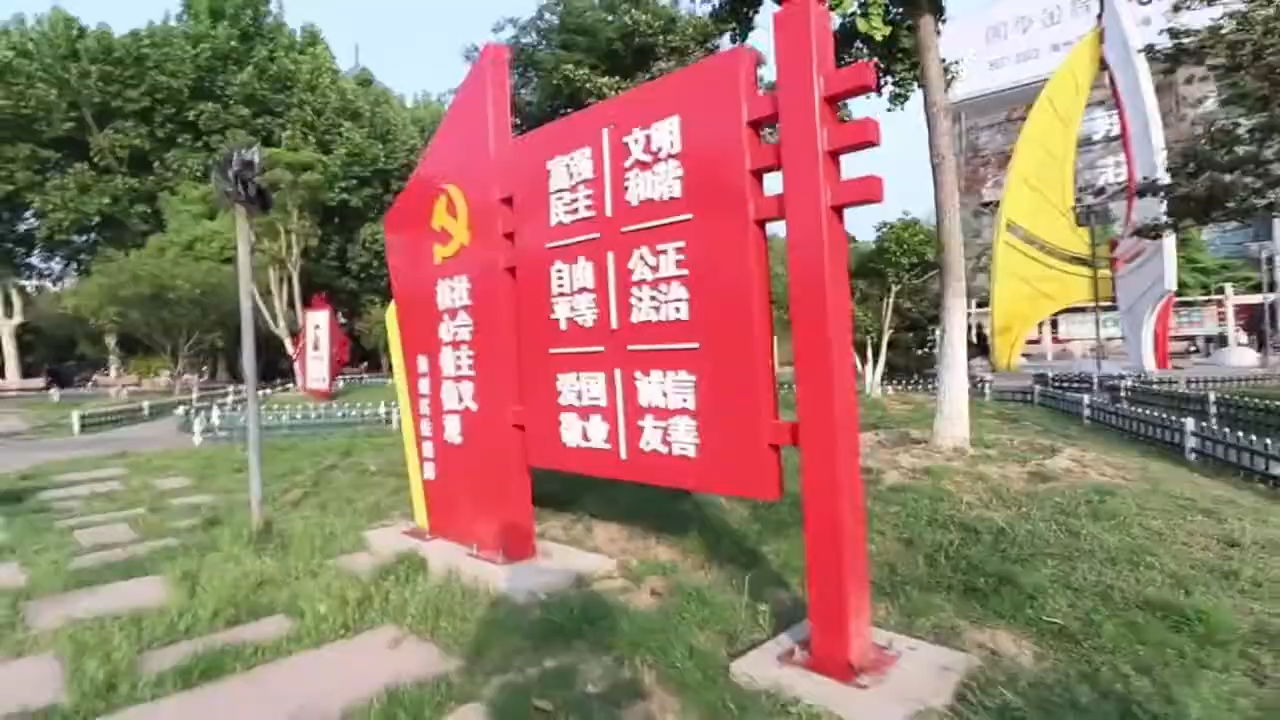 社会主义
核心价值观
富强
民主
文明
和谐
自由
平等
公正
法治
爱国
敬业
诚信
友善